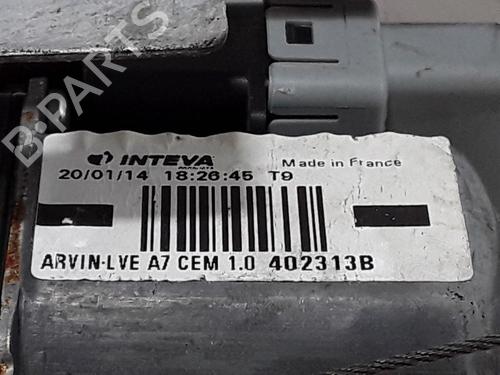 B-PARTS
INTEVA
PRODUCTS
Made in France
20/01/14 18:26:45 T9
ARVIN-LVE A7 CEM 1.0 402313B